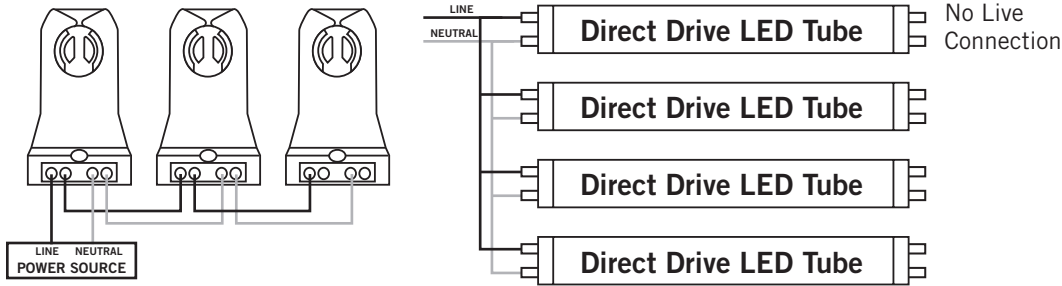 LINE NEUTRAL
POWER SOURCE
LINE
NEUTRAL
Direct Drive LED Tube
No Live
Connection
Direct Drive LED Tube
Direct Drive LED Tube
Direct Drive LED Tube